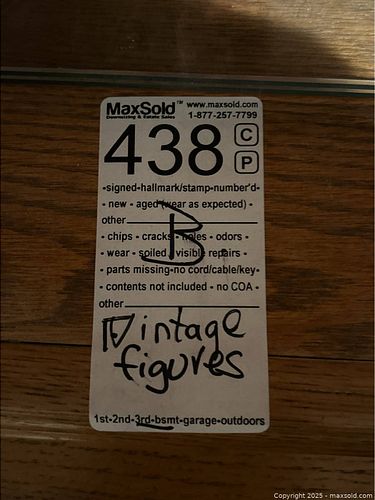 MaxSold™ www.maxsold.com
Downsizing & Estate Sales 1-877-257-7799
438 C
P
-signed-hallmark/stamp-number'd-
- new - aged (wear as expected) -
other
- chips - cracks - holes - odors -
B
- wear - soiled - visible repairs -
- parts missing-no cord/cable/key-
- contents not included - no COA -
other
Vintage
figures
1st-2nd-3rd-bsmt-garage-outdoors
Copyright © 2025 - maxsold.com